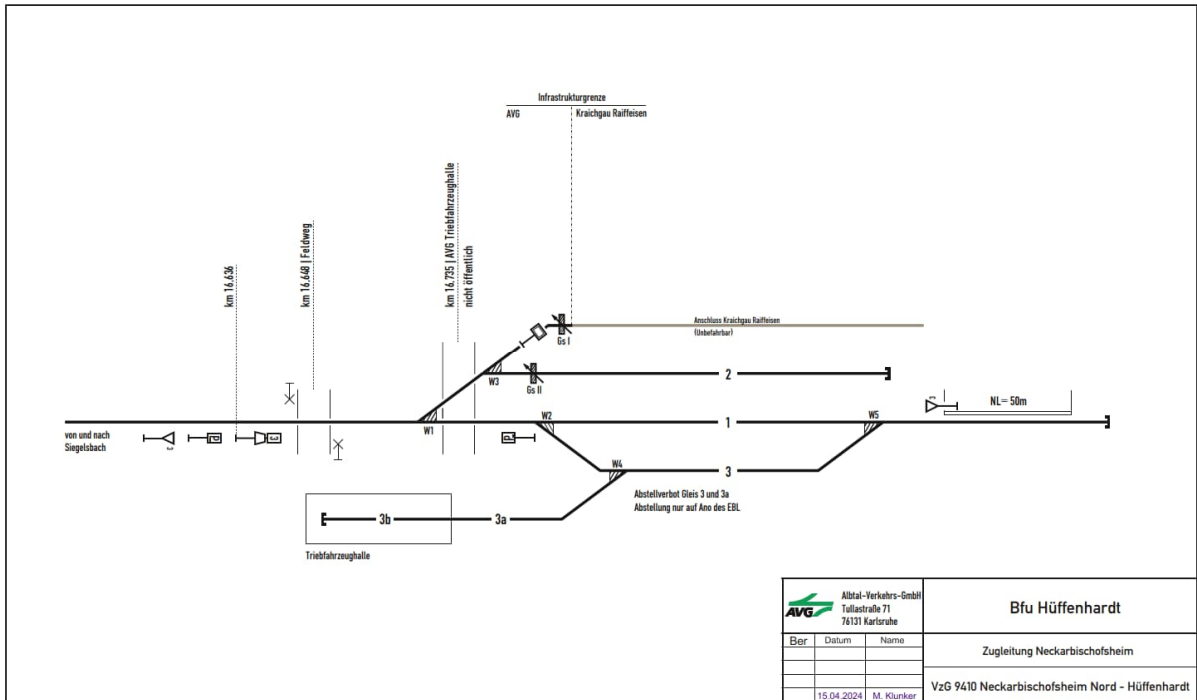 Infrastrukturgrenze
AVG
Kraichgau Raiffeisen
km 16,636
km 16,648 | Feldweg
km 16,735 | AVG Triebfahrzeughalle
nicht öffentlich
Gs I
Anschluss Kraichgau Raiffeisen
(Unbefahrbar)
W3
Gs II
2
NL= 50m
von und nach
Siegelsbach
3
W1
W2
1
W5
W4
3
Abstellverbot Gleis 3 und 3a
Abstellung nur auf Ano des EBL
3b
3a
Triebfahrzeughalle
AVG
Albtal-Verkehrs-GmbH
Tullastraße 71
76131 Karlsruhe
Bfu Hüffenhardt
Ber
Datum
Name
Zugleitung Neckarbischofsheim
15.04.2024
M. Klunker
VzG 9410 Neckarbischofsheim Nord - Hüffenhardt